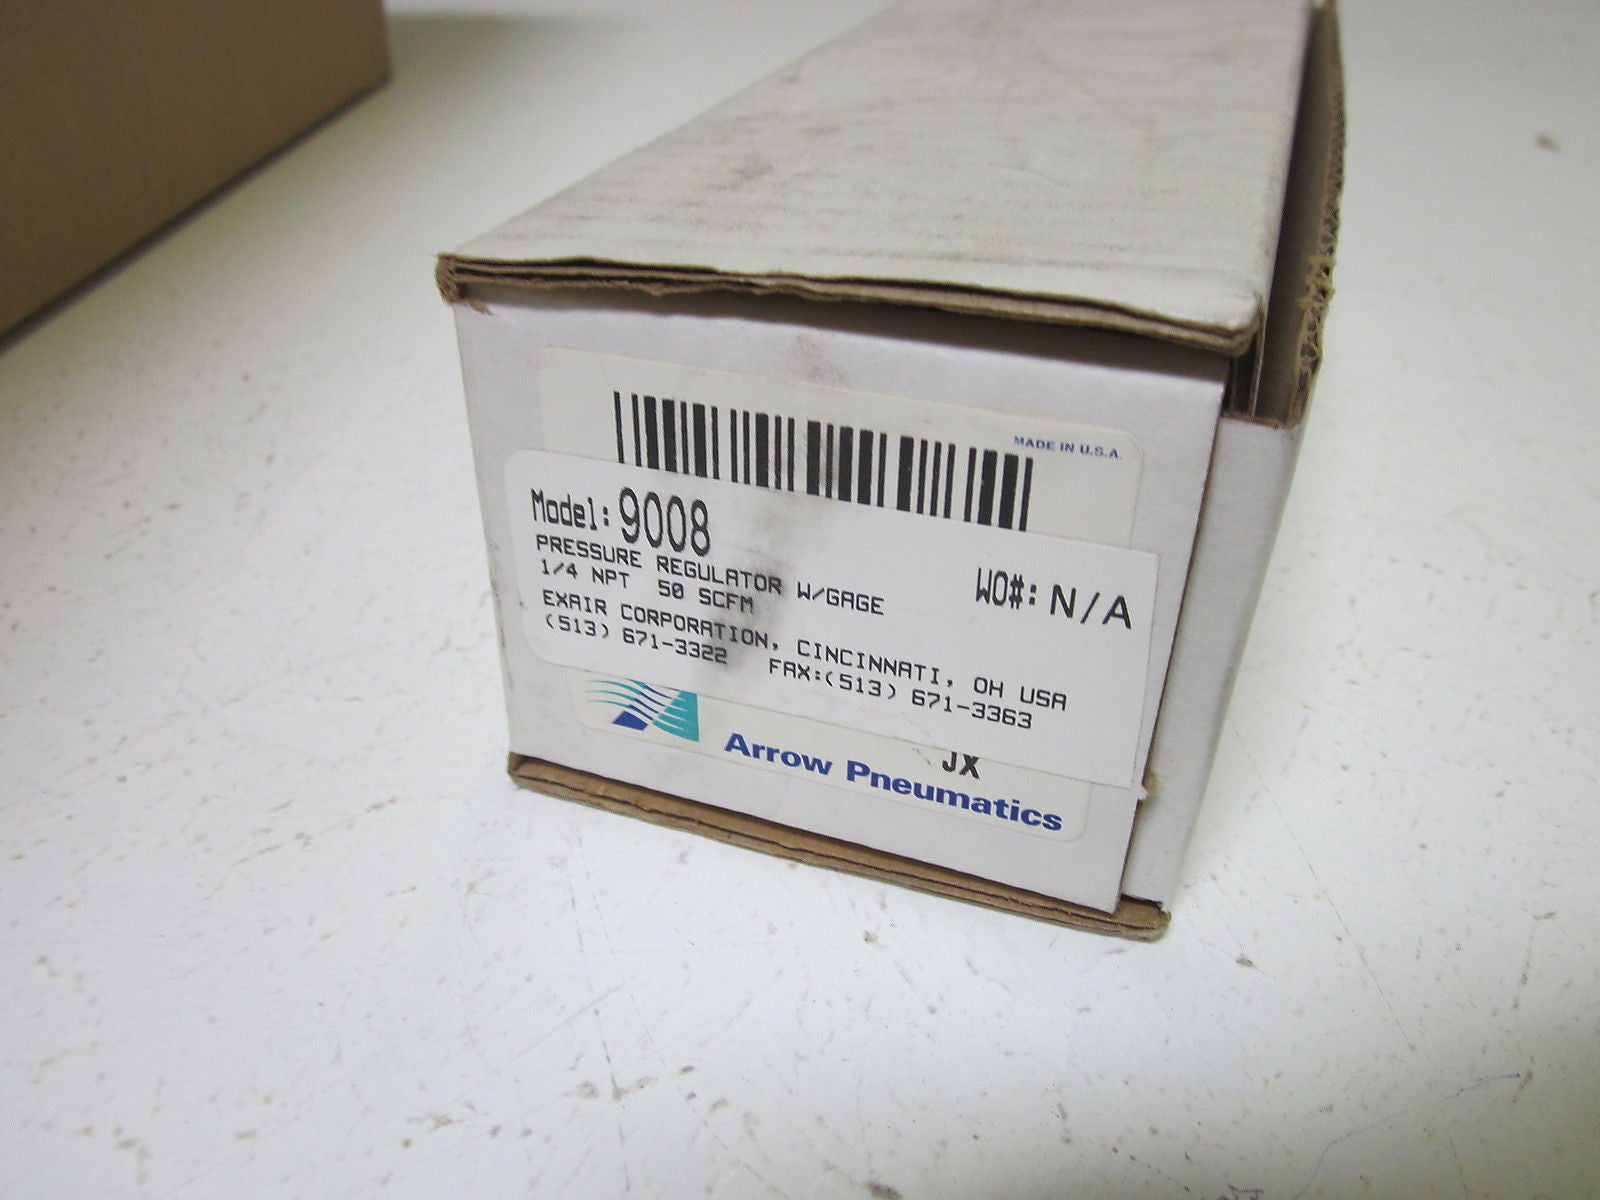 MADE IN U.S.A.
Model: 9008
PRESSURE REGULATOR W/GAGE
1/4 NPT 50 SCFM
WO#: N/A
EXAIR CORPORATION, CINCINNATI, OH USA
(513) 671-3322 FAX:(513) 671-3363
JX
Arrow Pneumatics